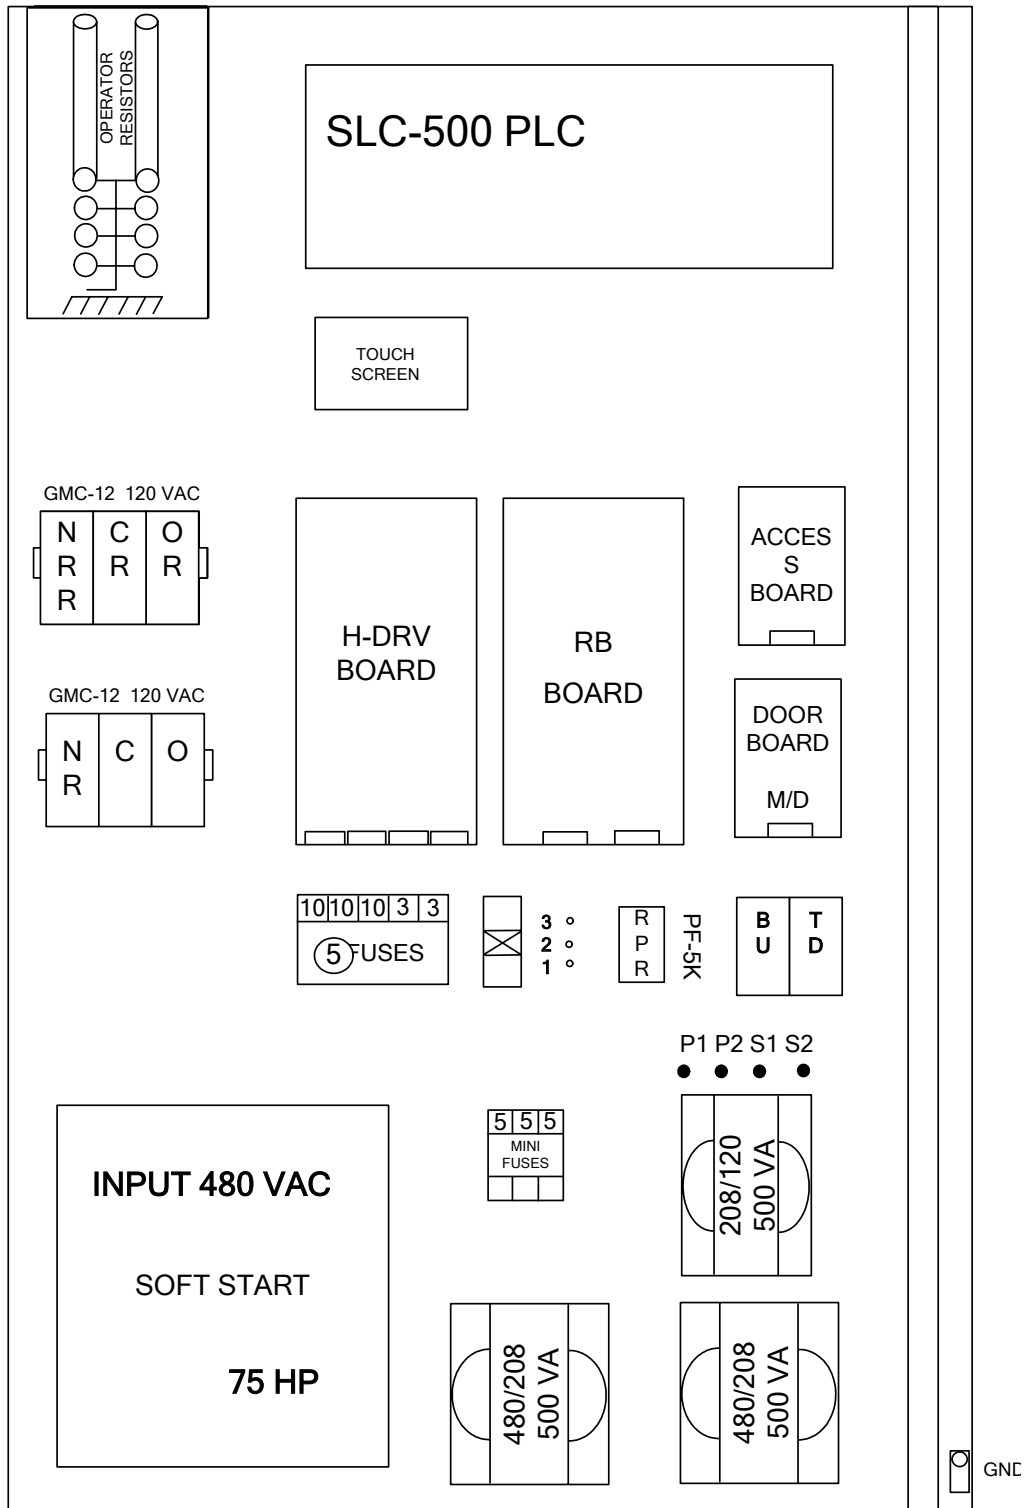 OPERATOR
RESISTORS
SLC-500 PLC
TOUCH
SCREEN
GMC-12 120 VAC
N C O
R R R
R
GMC-12 120 VAC
N C O
R
H-DRV
BOARD
RB
BOARD
ACCES
S
BOARD
DOOR
BOARD
M/D
10 10 10 3 3
5 FUSES
3
2
1
R
P
R
PF-5K
B T
U D
P1 P2 S1 S2
INPUT 480 VAC
SOFT START
75 HP
5 5 5
MINI
FUSES
208/120
500 VA
480/208
500 VA
480/208
500 VA
GND